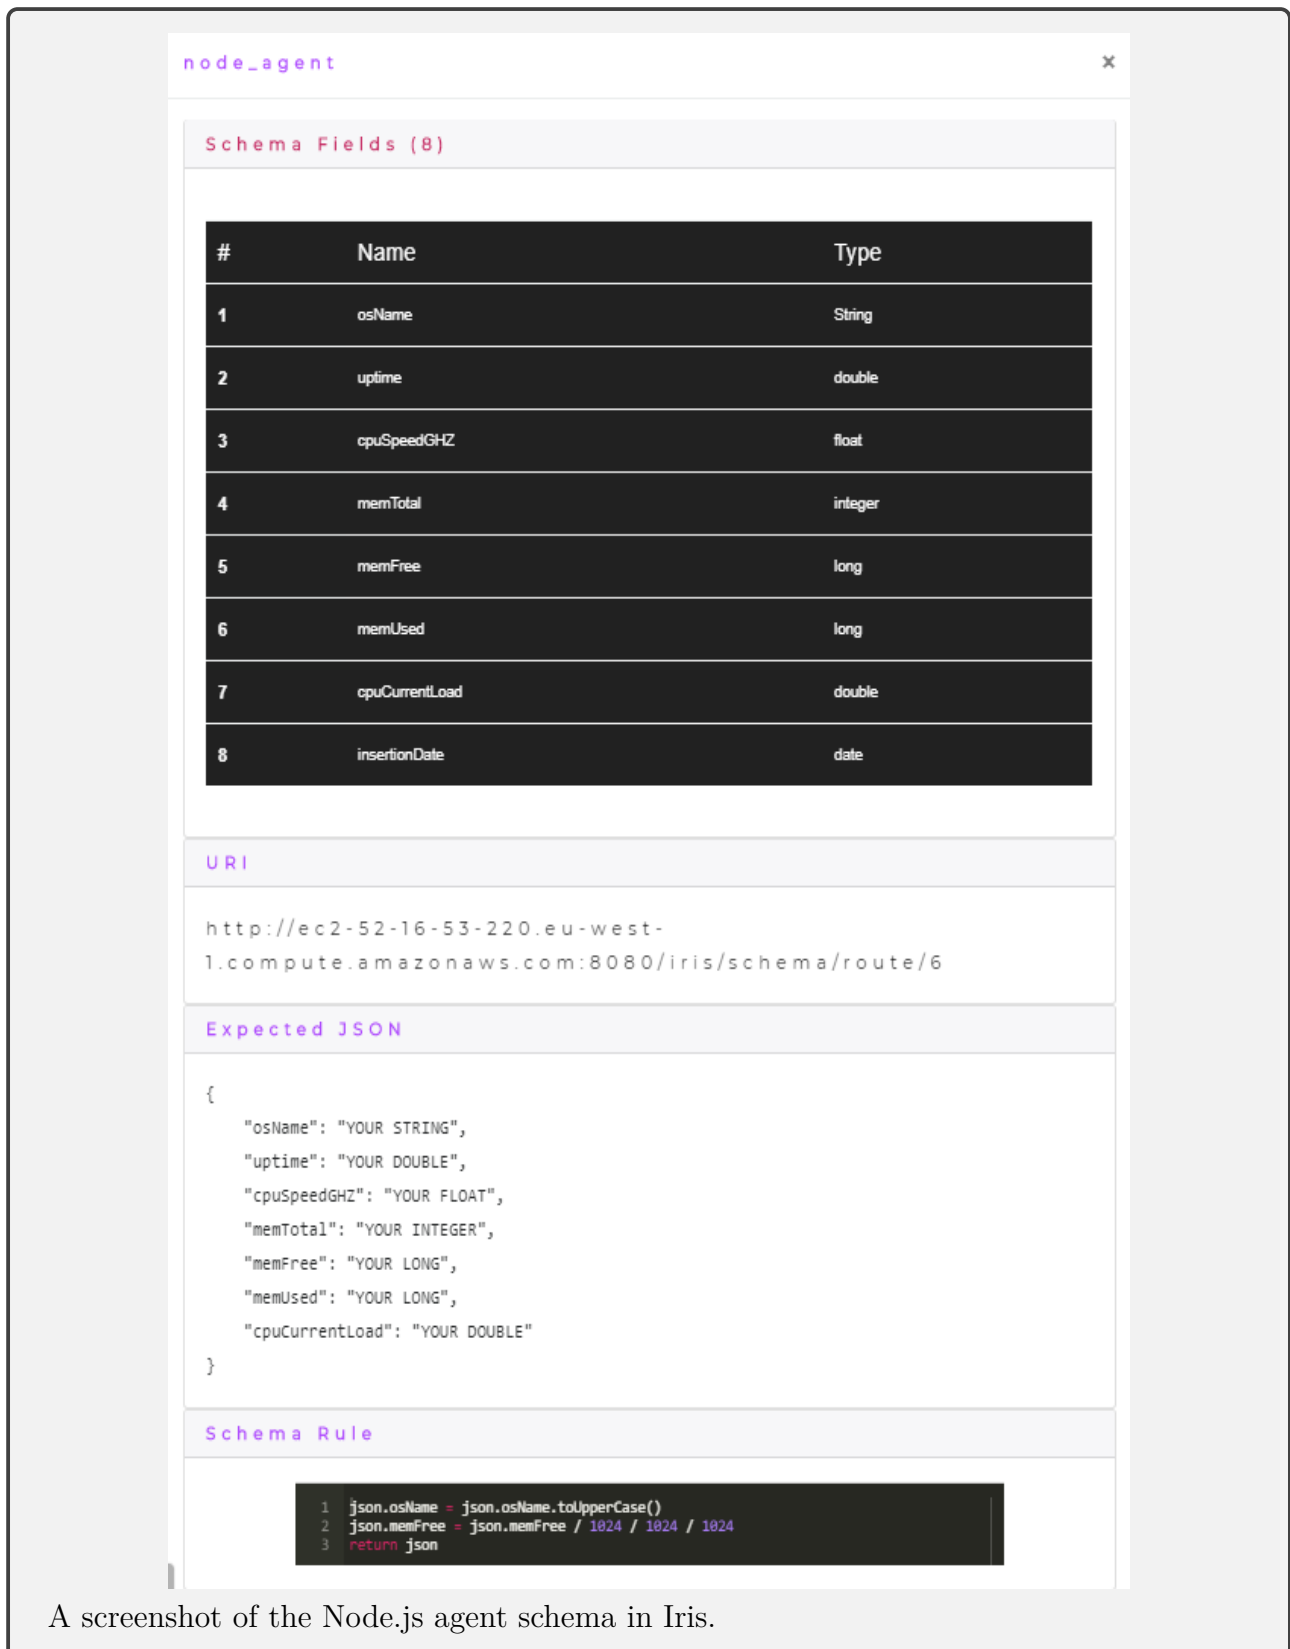 node_agent ×
Schema Fields (8)
# Name Type
1 osName String
2 uptime double
3 cpuSpeedGHZ float
4 memTotal integer
5 memFree long
6 memUsed long
7 cpuCurrentLoad double
8 insertionDate date
URI
http://ec2-52-16-53-220.eu-west-
1.compute.amazonaws.com:8080/iris/schema/route/6
Expected JSON
{
"osName": "YOUR STRING",
"uptime": "YOUR DOUBLE",
"cpuSpeedGHZ": "YOUR FLOAT",
"memTotal": "YOUR INTEGER",
"memFree": "YOUR LONG",
"memUsed": "YOUR LONG",
"cpuCurrentLoad": "YOUR DOUBLE"
}
Schema Rule
1 json.osName = json.osName.toUpperCase()
2 json.memFree = json.memFree / 1024 / 1024 / 1024
3 return json
A screenshot of the Node.js agent schema in Iris.